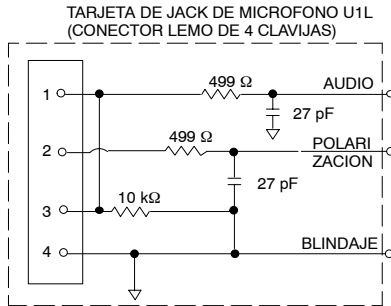 TARJETA DE JACK DE MICROFONO U1L
(CONECTOR LEMO DE 4 CLAVIJAS)
499 Ω
AUDIO
1
27 pF
499 Ω
POLARI
ZACION
2
27 pF
10 kΩ
3
4
BLINDAJE